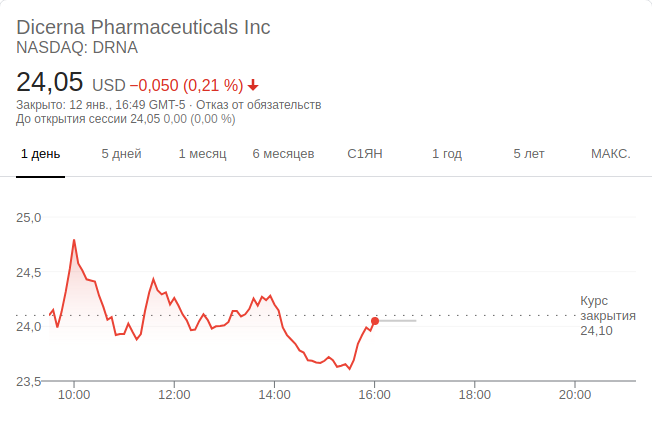 Dicerna Pharmaceuticals Inc
NASDAQ: DRNA
24,05 USD −0,050 (0,21 %)
Закрыто: 12 янв., 16:49 GMT-5 · Отказ от обязательств
До открытия сессии 24,05 0,00 (0,00 %)
1 день 5 дней 1 месяц 6 месяцев С1ЯН 1 год 5 лет МАКС.
25,0
24,5
24,0
23,5
Курс
закрытия
24,10
10:00 12:00 14:00 16:00 18:00 20:00